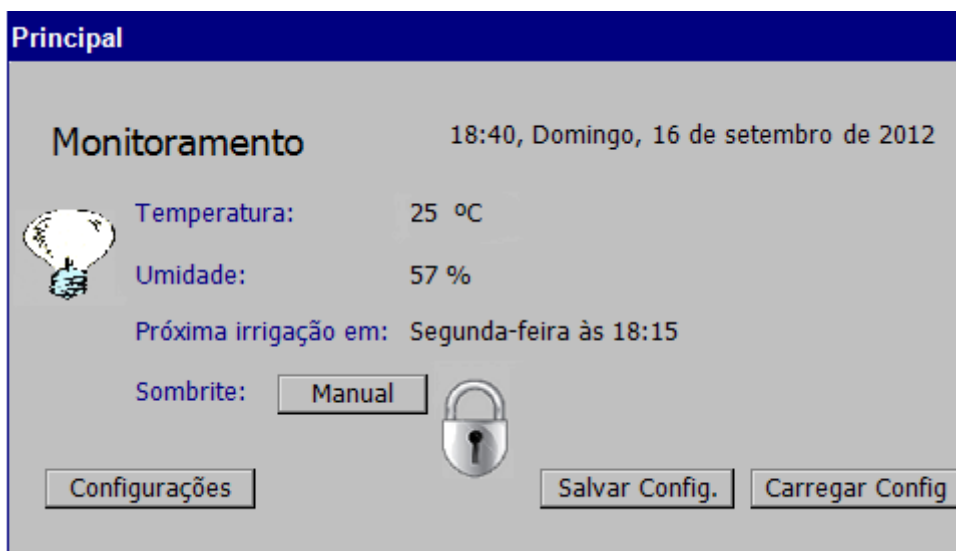 Principal
Monitoramento 18:40, Domingo, 16 de setembro de 2012
Temperatura: 25 ºC
Umidade: 57 %
Próxima irrigação em: Segunda-feira às 18:15
Sombrite: Manual
Configurações Salvar Config. Carregar Config